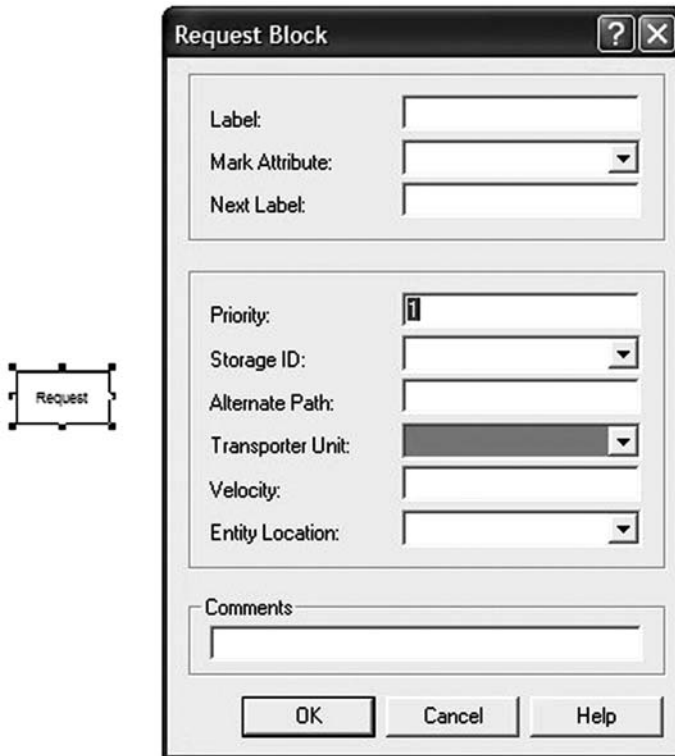 Request Block
Label:
Mark Attribute:
Next Label:
Priority: 1
Storage ID:
Request
Alternate Path:
Transporter Unit:
Velocity:
Entity Location:
Comments
OK Cancel Help